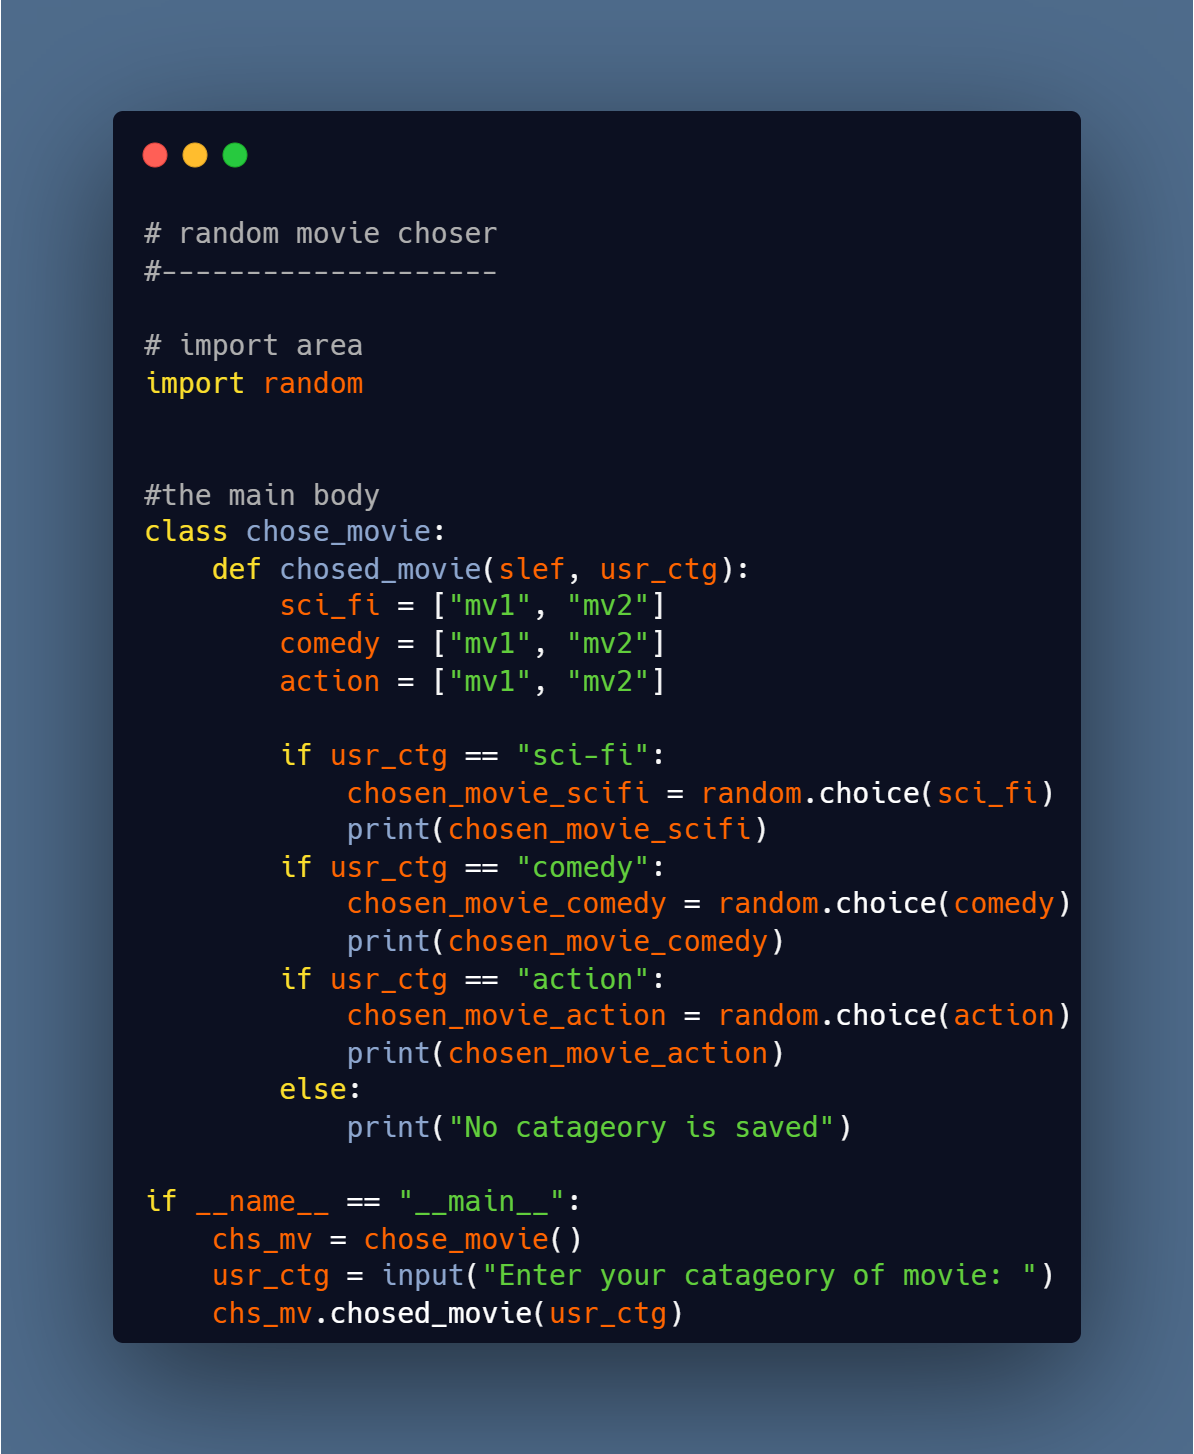 # random movie choser
#--------------------
# import area
import random
#the main body
class chose_movie:
    def chosed_movie(slef, usr_ctg):
        sci_fi = ["mv1", "mv2"]
        comedy = ["mv1", "mv2"]
        action = ["mv1", "mv2"]
        if usr_ctg == "sci-fi":
            chosen_movie_scifi = random.choice(sci_fi)
            print(chosen_movie_scifi)
        if usr_ctg == "comedy":
            chosen_movie_comedy = random.choice(comedy)
            print(chosen_movie_comedy)
        if usr_ctg == "action":
            chosen_movie_action = random.choice(action)
            print(chosen_movie_action)
        else:
            print("No catageory is saved")
if __name__ == "__main__":
    chs_mv = chose_movie()
    usr_ctg = input("Enter your catageory of movie: ")
    chs_mv.chosed_movie(usr_ctg)